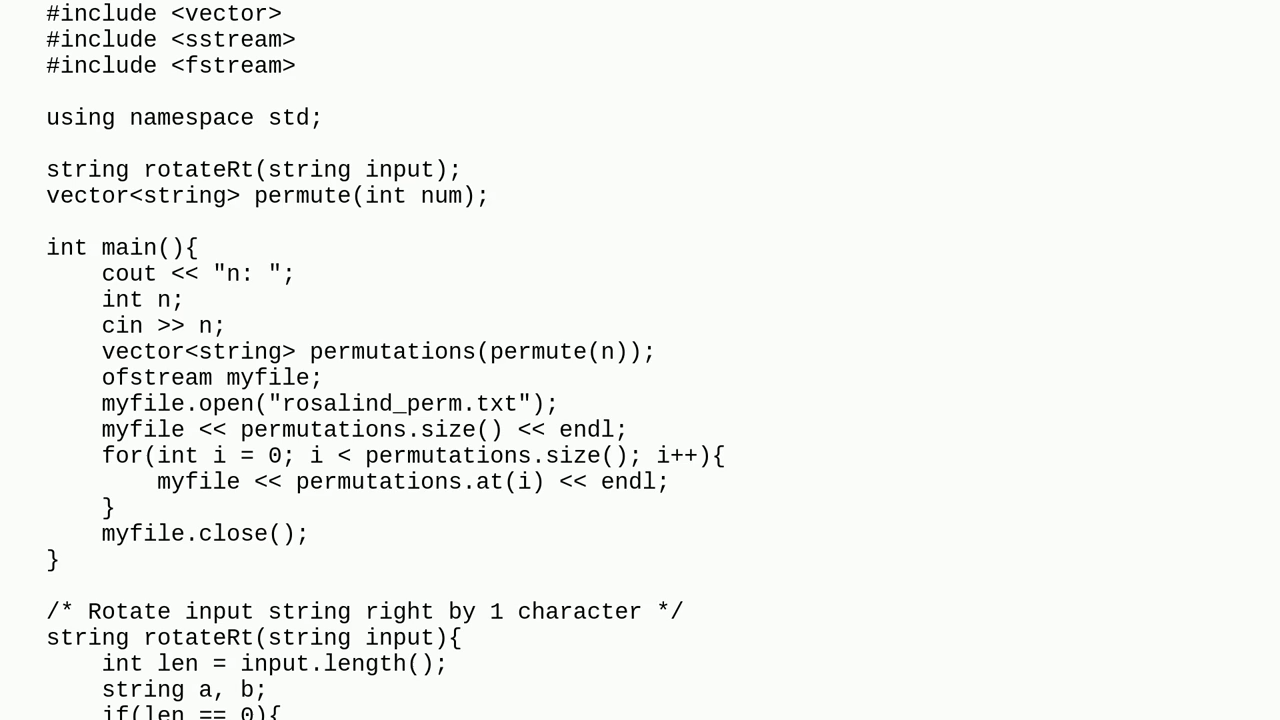 #include <vector>
#include <sstream>
#include <fstream>

using namespace std;

string rotateRt(string input);
vector<string> permute(int num);

int main(){
    cout << "n: ";
    int n;
    cin >> n;
    vector<string> permutations(permute(n));
    ofstream myfile;
    myfile.open("rosalind_perm.txt");
    myfile << permutations.size() << endl;
    for(int i = 0; i < permutations.size(); i++){
        myfile << permutations.at(i) << endl;
    }
    myfile.close();
}

/* Rotate input string right by 1 character */
string rotateRt(string input){
    int len = input.length();
    string a, b;
    if(len == 0){